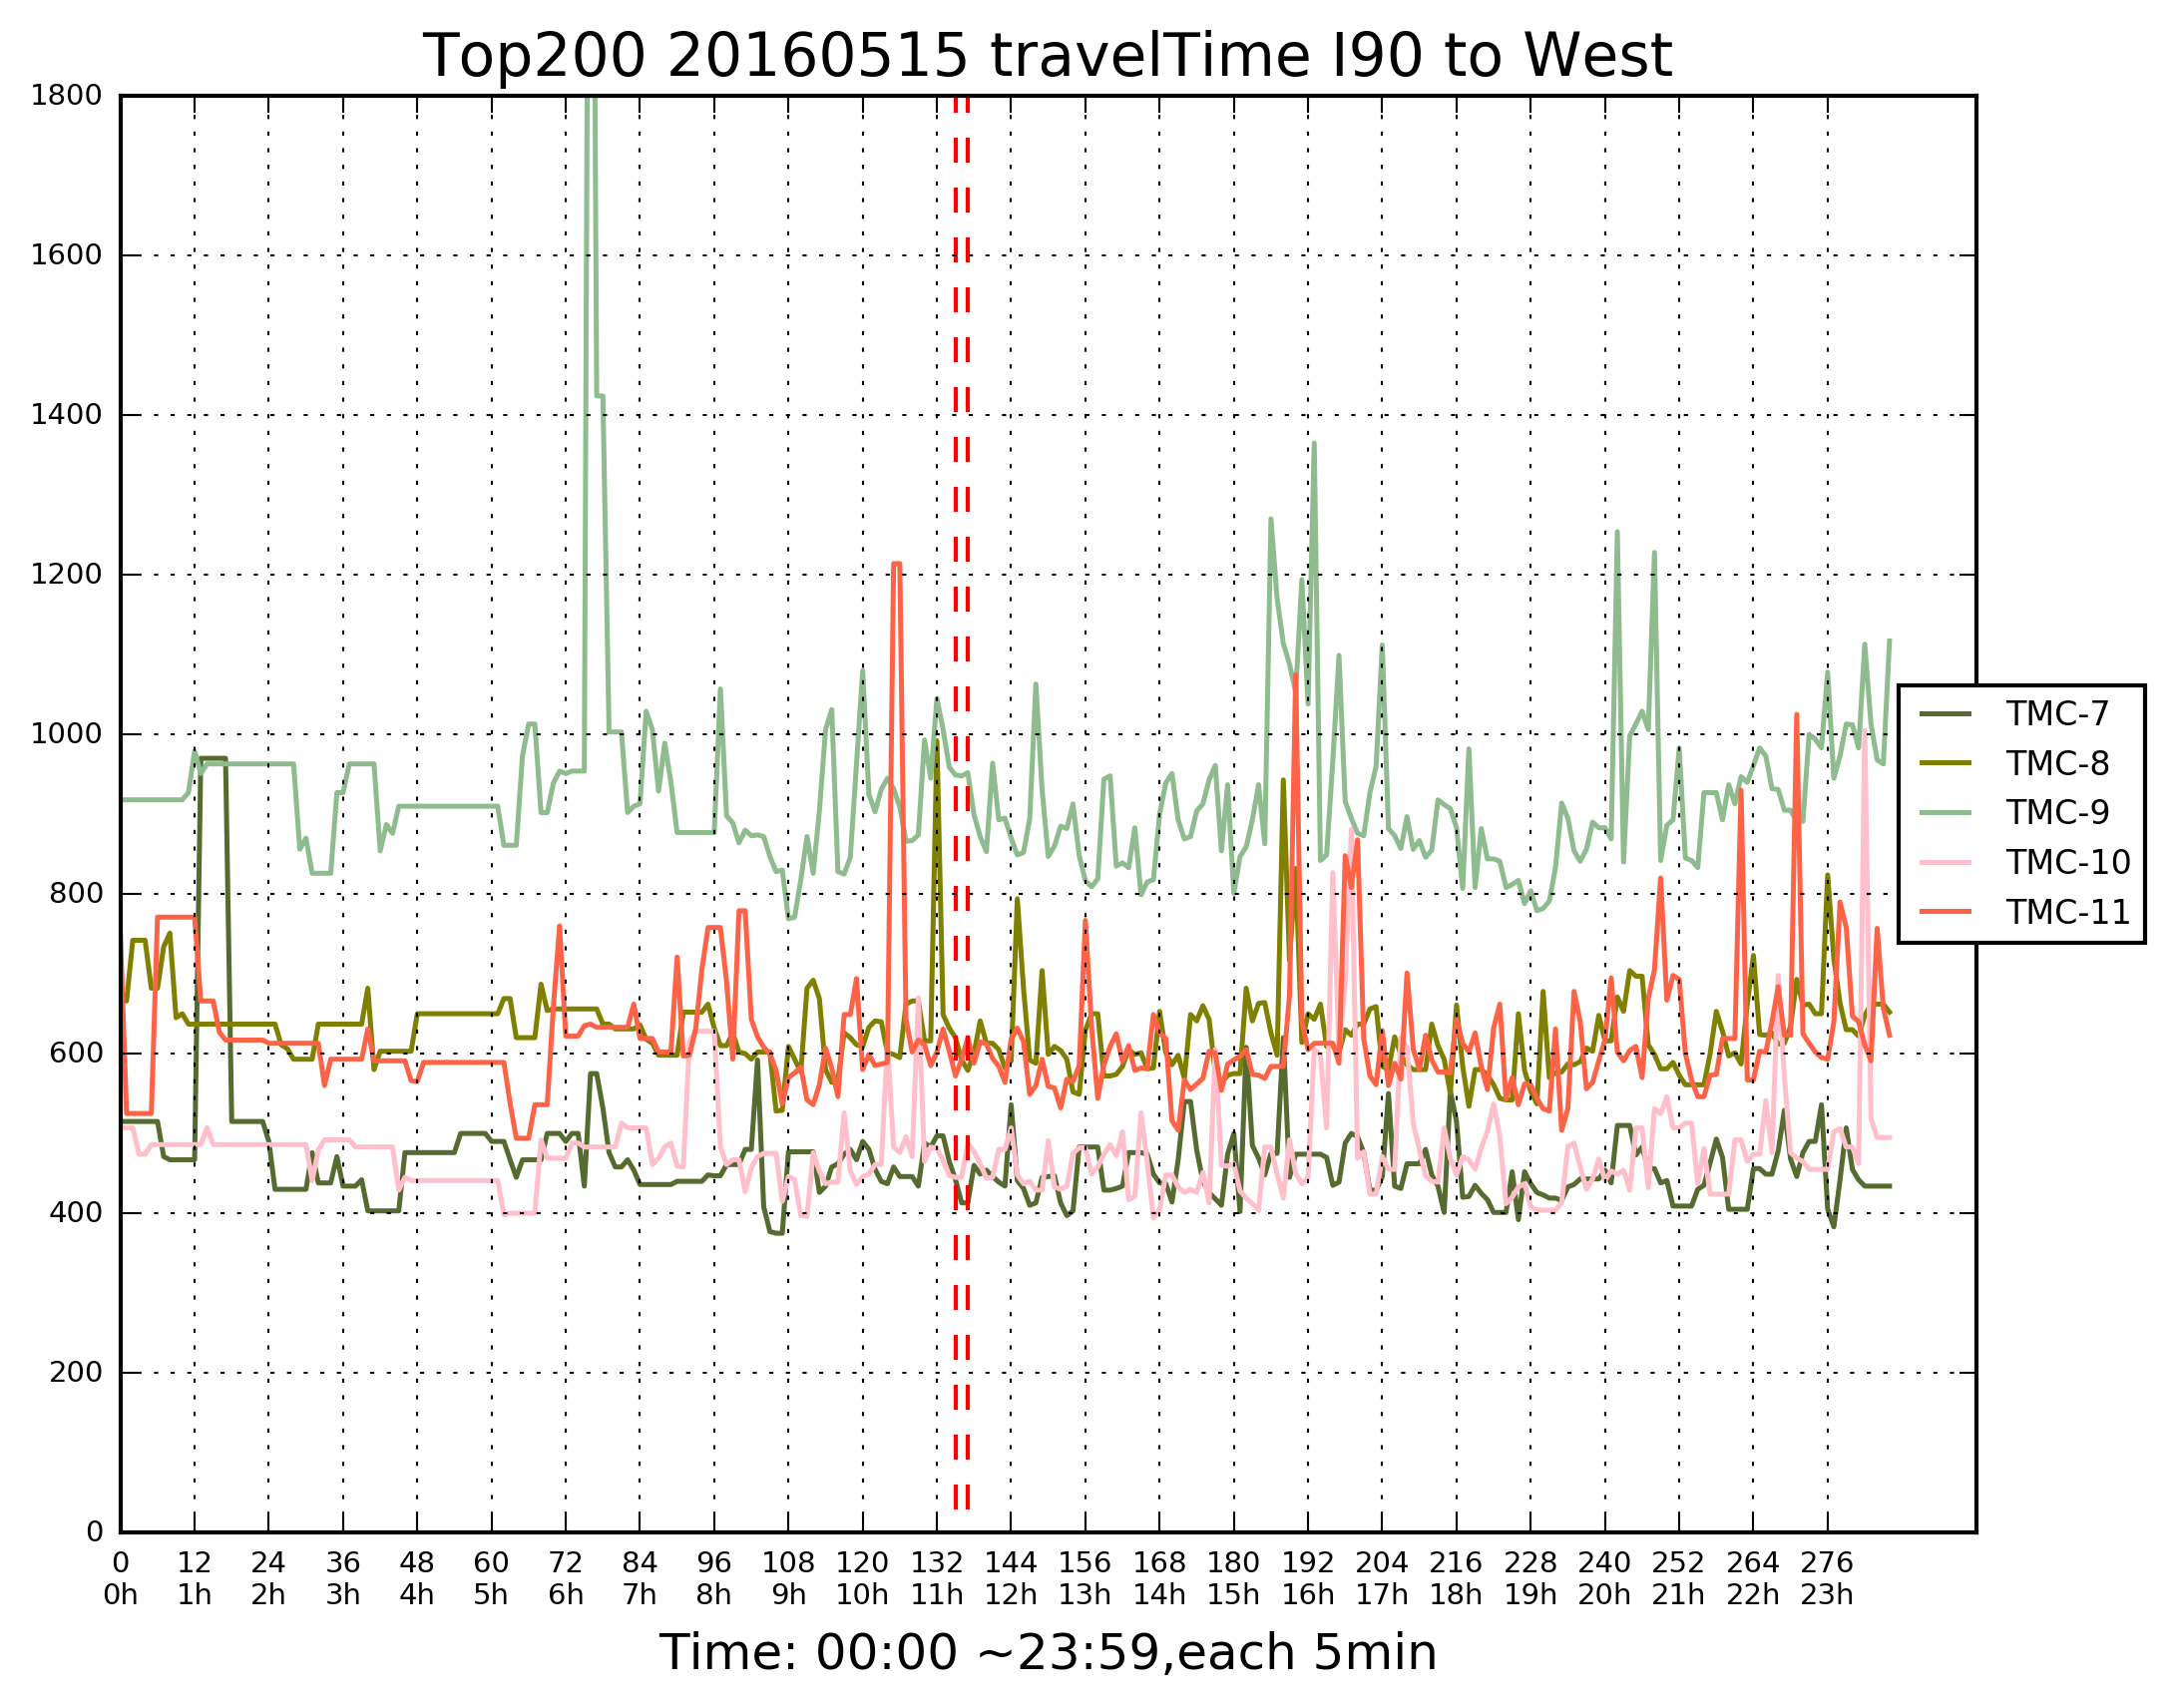 Top200 20160515 travelTime I90 to West
1800
1600
1400
1200
1000
800
600
400
200
0
TMC-7
TMC-8
TMC-9
TMC-10
TMC-11
0 12 24 36 48 60 72 84 96 108 120 132 144 156 168 180 192 204 216 228 240 252 264 276
0h 1h 2h 3h 4h 5h 6h 7h 8h 9h 10h 11h 12h 13h 14h 15h 16h 17h 18h 19h 20h 21h 22h 23h
Time: 00:00 ~23:59,each 5min